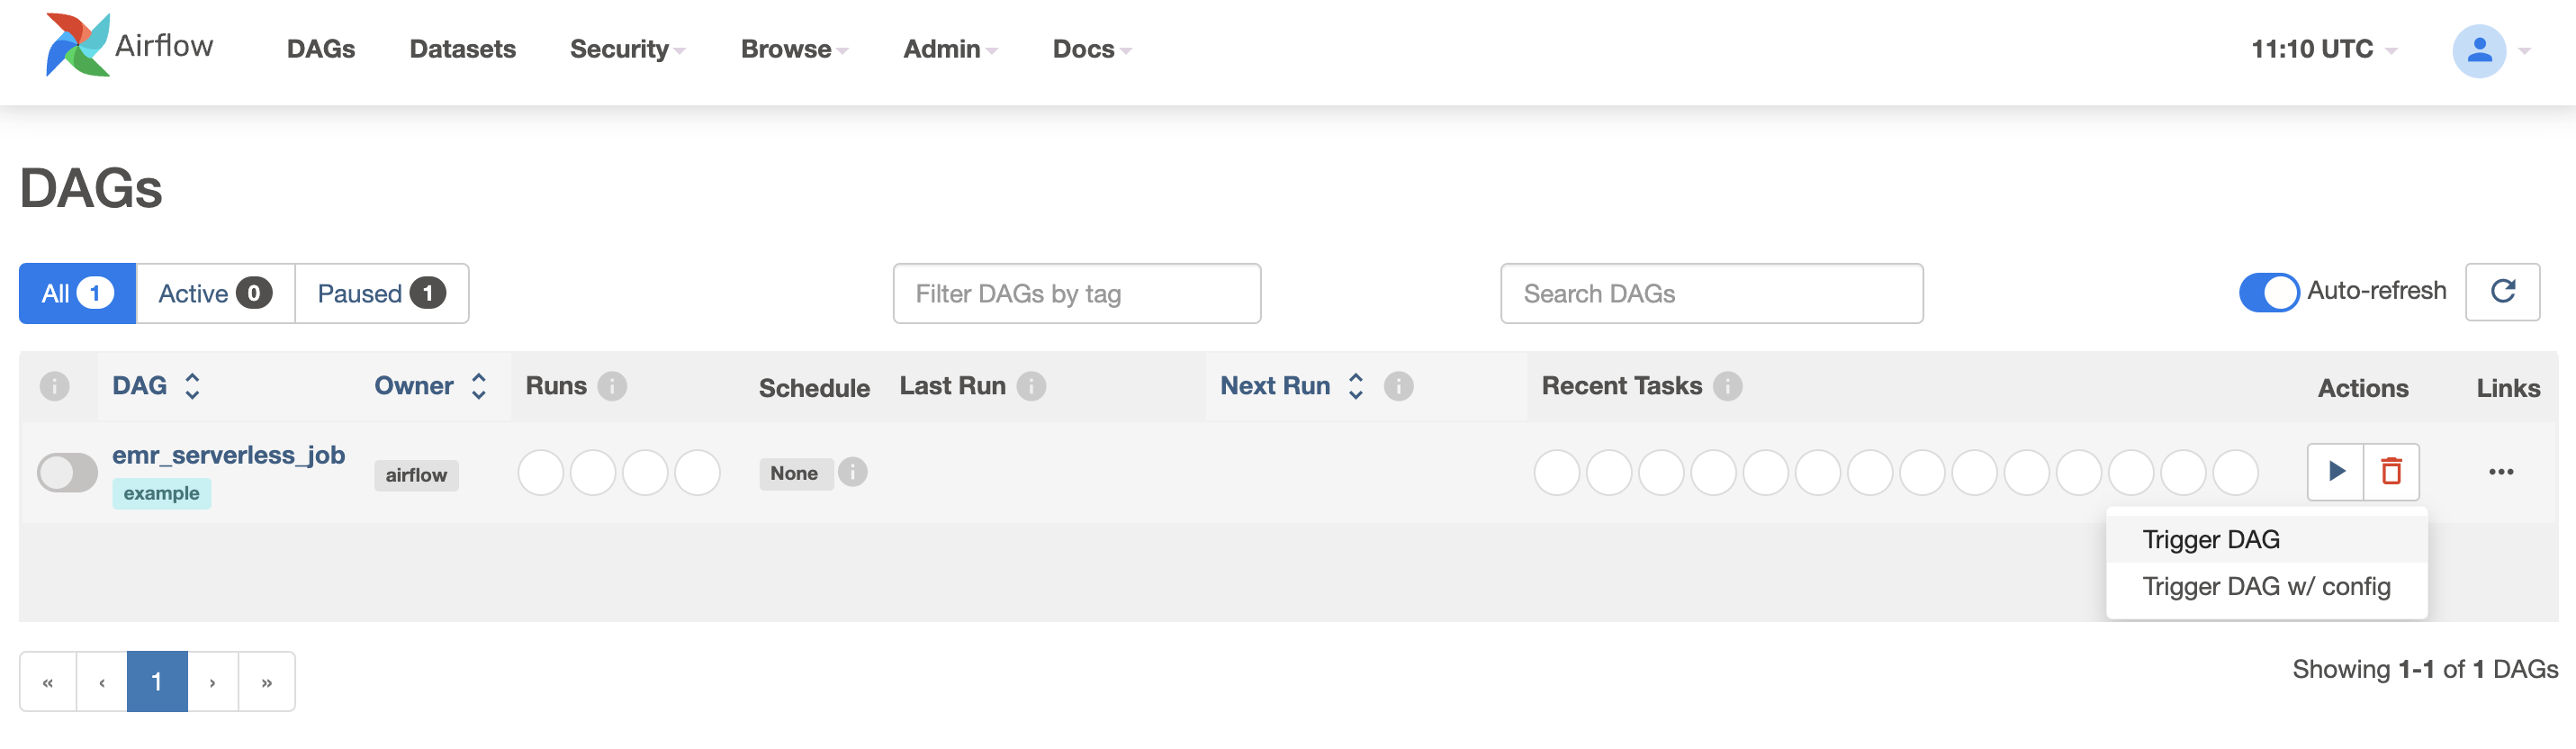 Airflow DAGs Datasets Security Browse Admin Docs 11:10 UTC
DAGs
All 1 Active 0 Paused 1 Filter DAGs by tag Search DAGs Auto-refresh
i DAG Owner Runs i Schedule Last Run i Next Run i Recent Tasks i Actions Links
emr_serverless_job airflow None i
example
Trigger DAG
Trigger DAG w/ config
« ‹ 1 › » Showing 1-1 of 1 DAGs